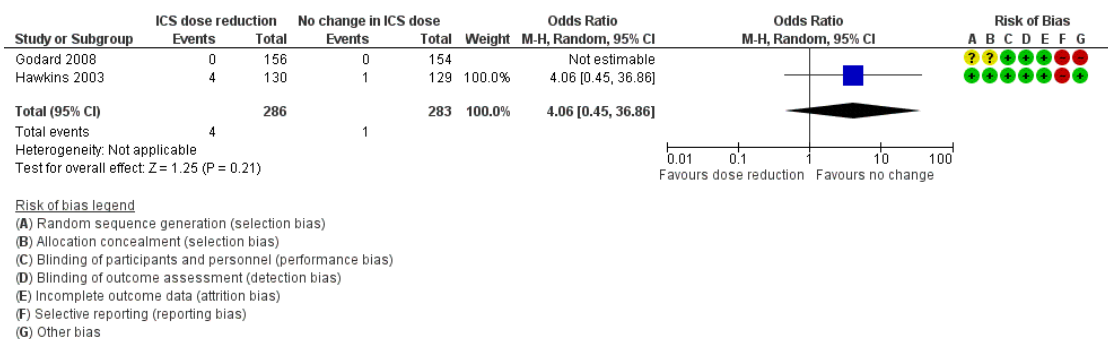 ICS dose reduction No change in ICS dose Odds Ratio Odds Ratio Risk of Bias
Study or Subgroup Events Total Events Total Weight M-H, Random, 95% CI M-H, Random, 95% CI A B C D E F G
Godard 2008 0 156 0 154 Not estimable ? ? + + + − −
Hawkins 2003 4 130 1 129 100.0% 4.06 [0.45, 36.86] + + + + + − +
Total (95% CI) 286 283 100.0% 4.06 [0.45, 36.86]
Total events 4 1
Heterogeneity: Not applicable
Test for overall effect: Z = 1.25 (P = 0.21)
0.01 0.1 1 10 100
Favours dose reduction Favours no change
Risk of bias legend
(A) Random sequence generation (selection bias)
(B) Allocation concealment (selection bias)
(C) Blinding of participants and personnel (performance bias)
(D) Blinding of outcome assessment (detection bias)
(E) Incomplete outcome data (attrition bias)
(F) Selective reporting (reporting bias)
(G) Other bias